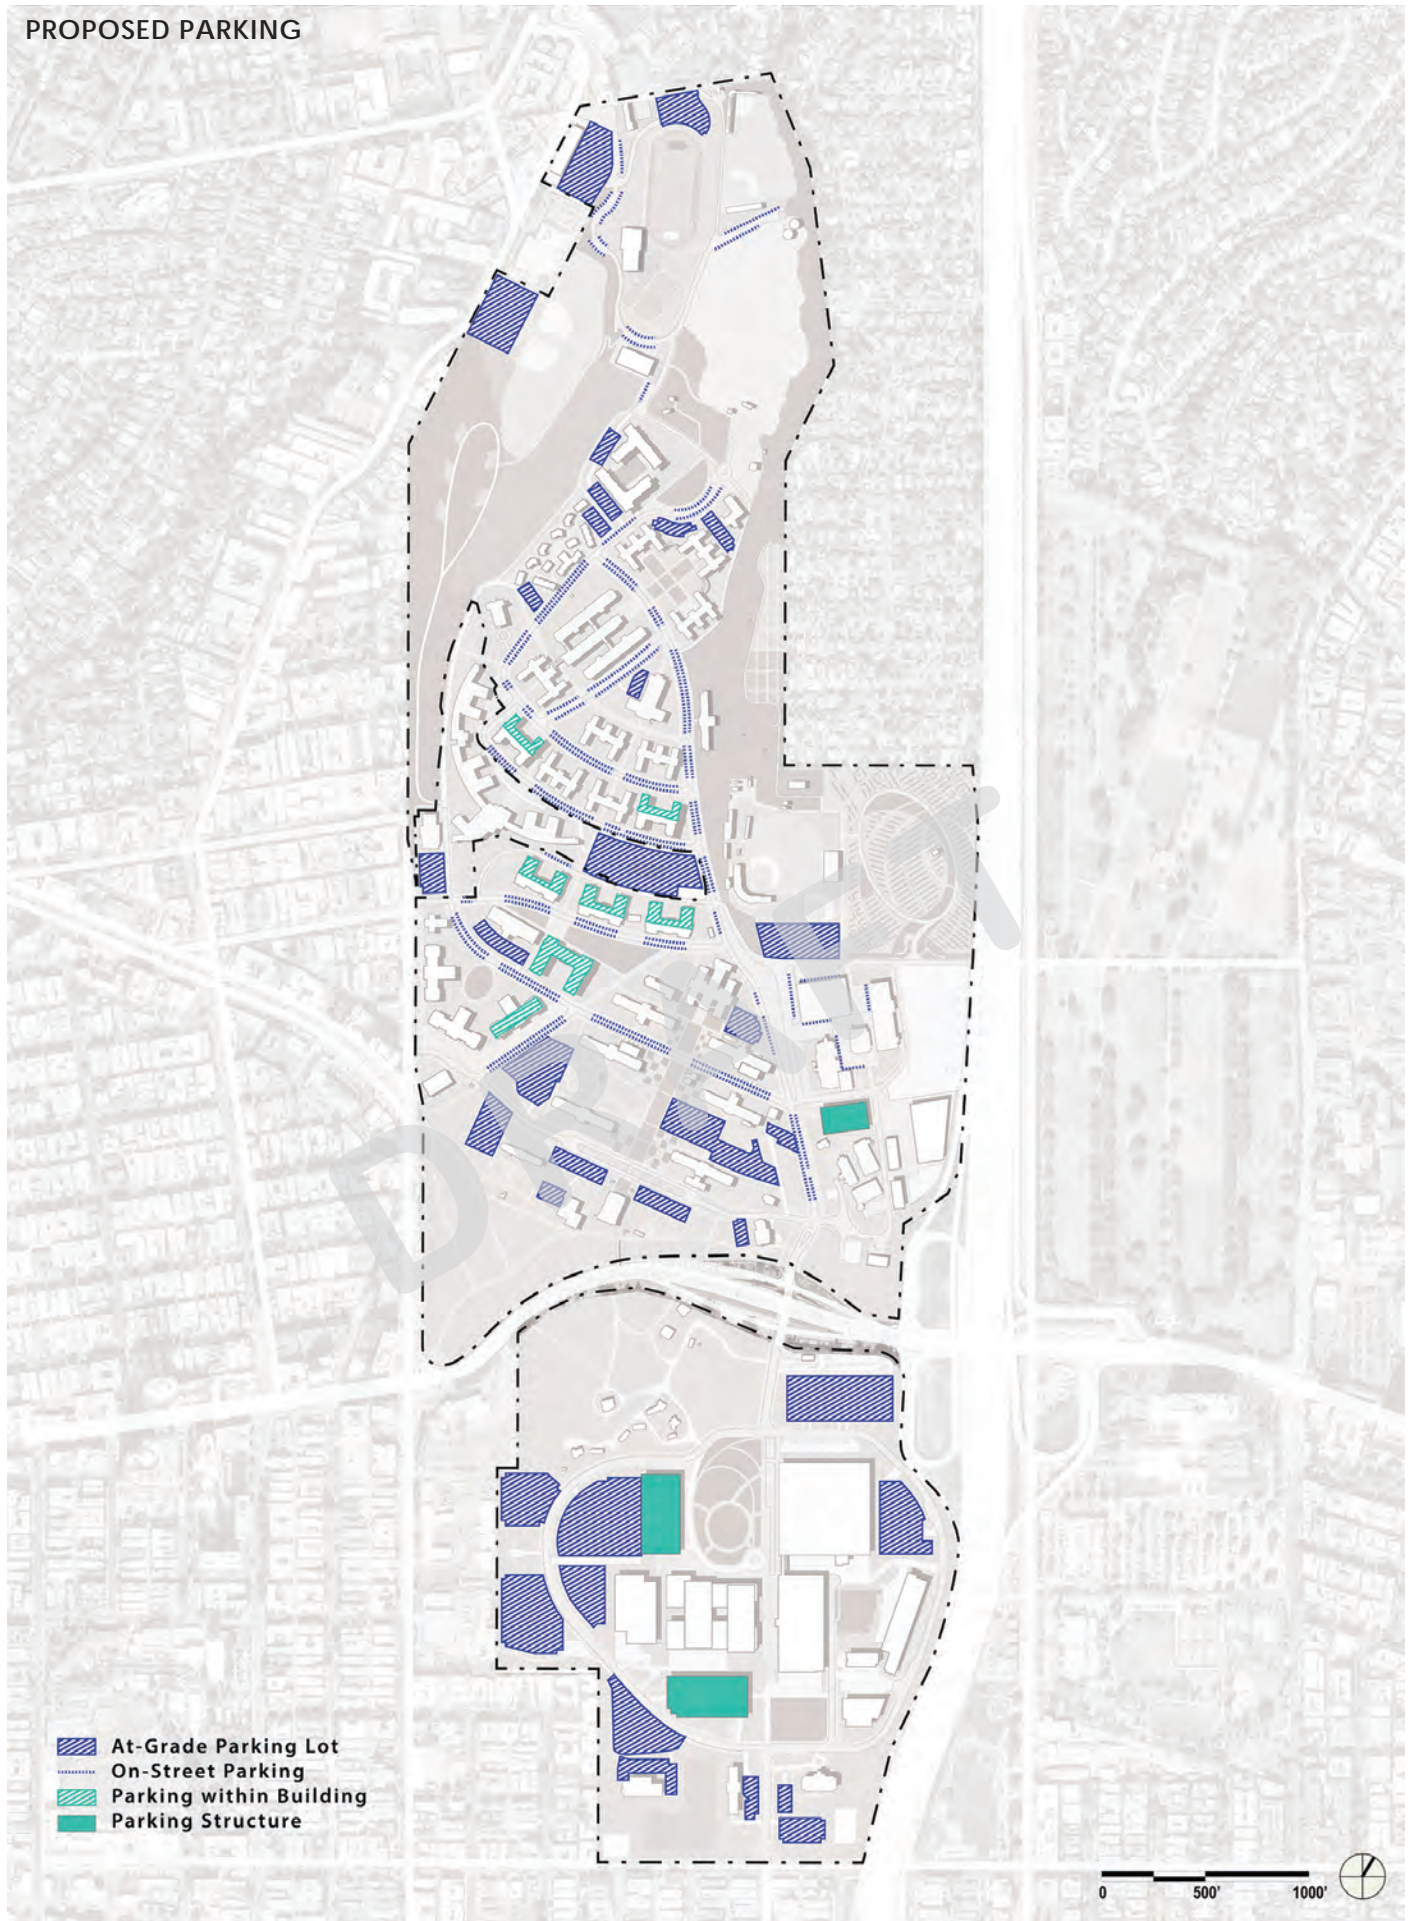 PROPOSED PARKING
DRAFT
At-Grade Parking Lot
On-Street Parking
Parking within Building
Parking Structure
0 500' 1000'